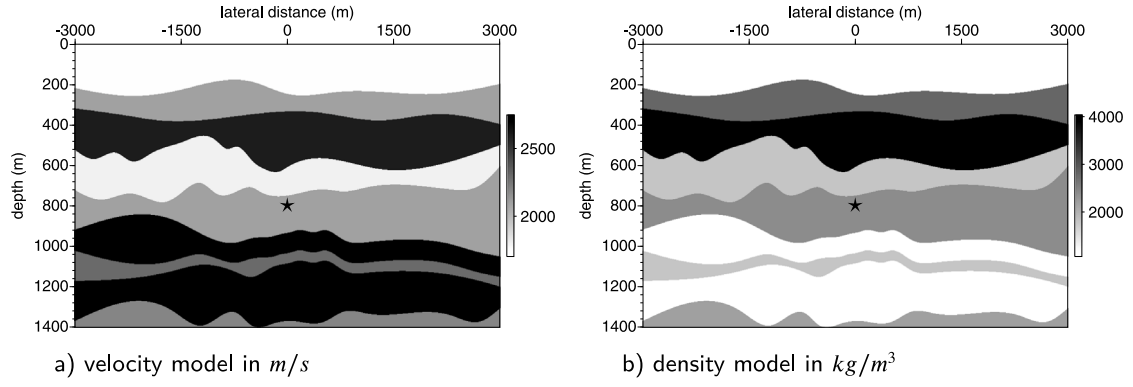 lateral distance (m)
-3000 -1500 0 1500 3000
0
200
400
600
800
1000
1200
1400
depth (m)
2500
2000
a) velocity model in m/s
lateral distance (m)
-3000 -1500 0 1500 3000
0
200
400
600
800
1000
1200
1400
depth (m)
4000
3000
2000
b) density model in kg/m³